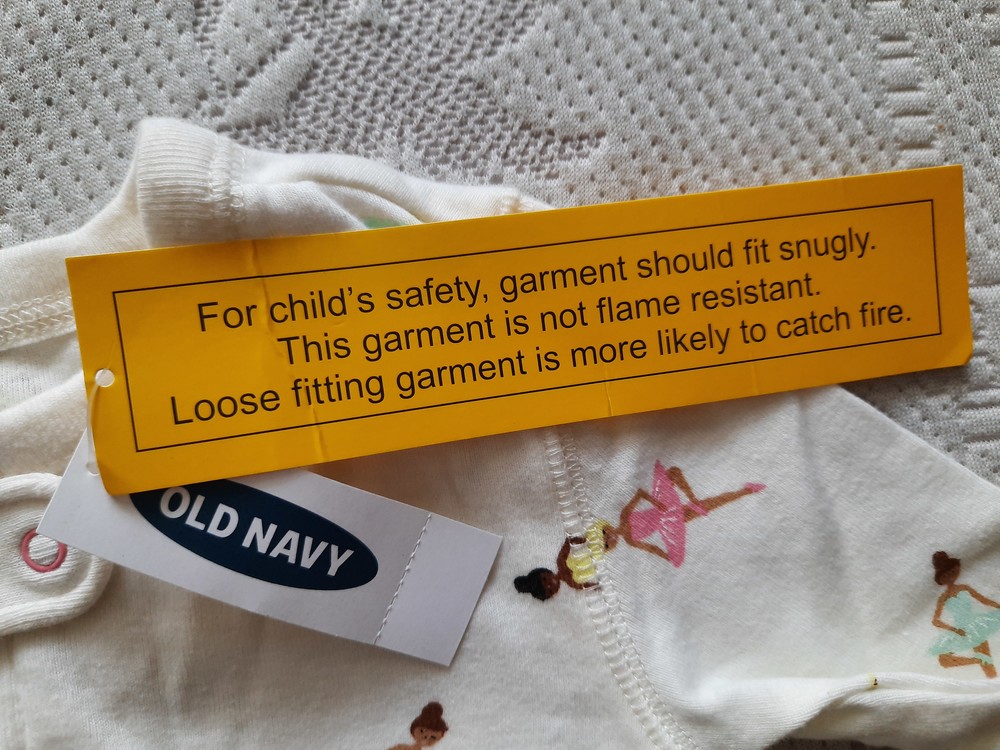 For child's safety, garment should fit snugly.
This garment is not flame resistant.
Loose fitting garment is more likely to catch fire.
OLD NAVY